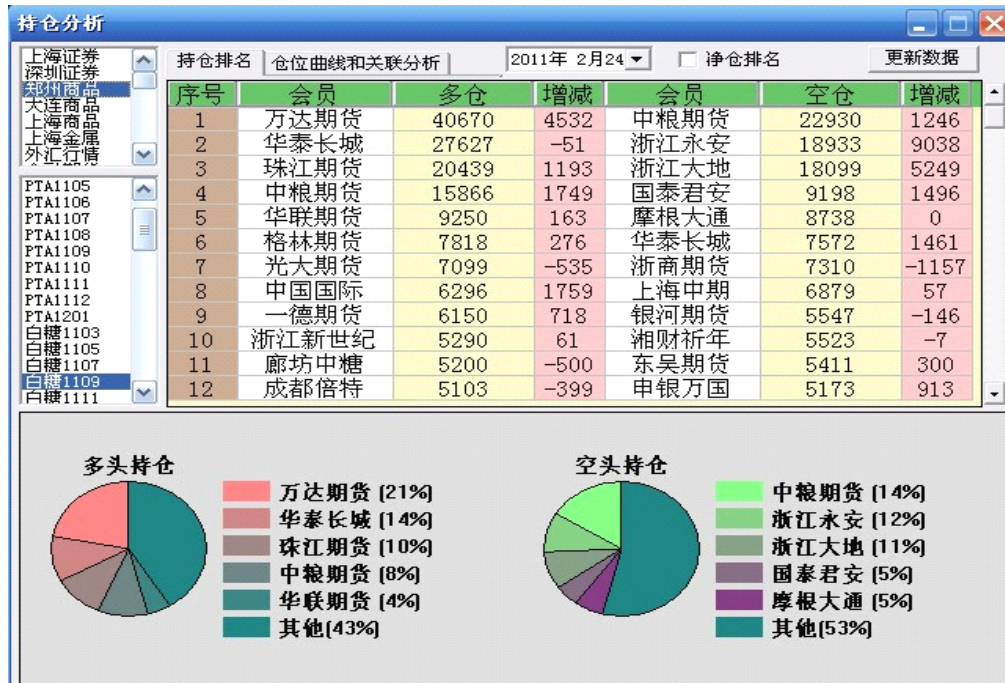 持仓分析
上海证券
深圳证券
郑州商品
大连商品
上海商品
上海金属
外汇行情
持仓排名 仓位曲线和关联分析 2011年 2月24 净仓排名 更新数据
序号 会员 多仓 增减 会员 空仓 增减
1 万达期货 40670 4532 中粮期货 22930 1246
2 华泰长城 27627 -51 浙江永安 18933 9038
3 珠江期货 20439 1193 浙江大地 18099 5249
4 中粮期货 15866 1749 国泰君安 9198 1496
5 华联期货 9250 163 摩根大通 8738 0
6 格林期货 7818 276 华泰长城 7572 1461
7 光大期货 7099 -535 浙商期货 7310 -1157
8 中国国际 6296 1759 上海中期 6879 57
9 一德期货 6150 718 银河期货 5547 -146
10 浙江新世纪 5290 61 湘财祈年 5523 -7
11 廊坊中糖 5200 -500 东吴期货 5411 300
12 成都倍特 5103 -399 申银万国 5173 913
PTA1105
PTA1106
PTA1107
PTA1108
PTA1109
PTA1110
PTA1111
PTA1112
PTA1201
白糖1103
白糖1105
白糖1107
白糖1109
白糖1111
多头持仓
万达期货 (21%)
华泰长城 (14%)
珠江期货 (10%)
中粮期货 (8%)
华联期货 (4%)
其他(43%)
空头持仓
中粮期货 (14%)
浙江永安 (12%)
浙江大地 (11%)
国泰君安 (5%)
摩根大通 (5%)
其他(53%)